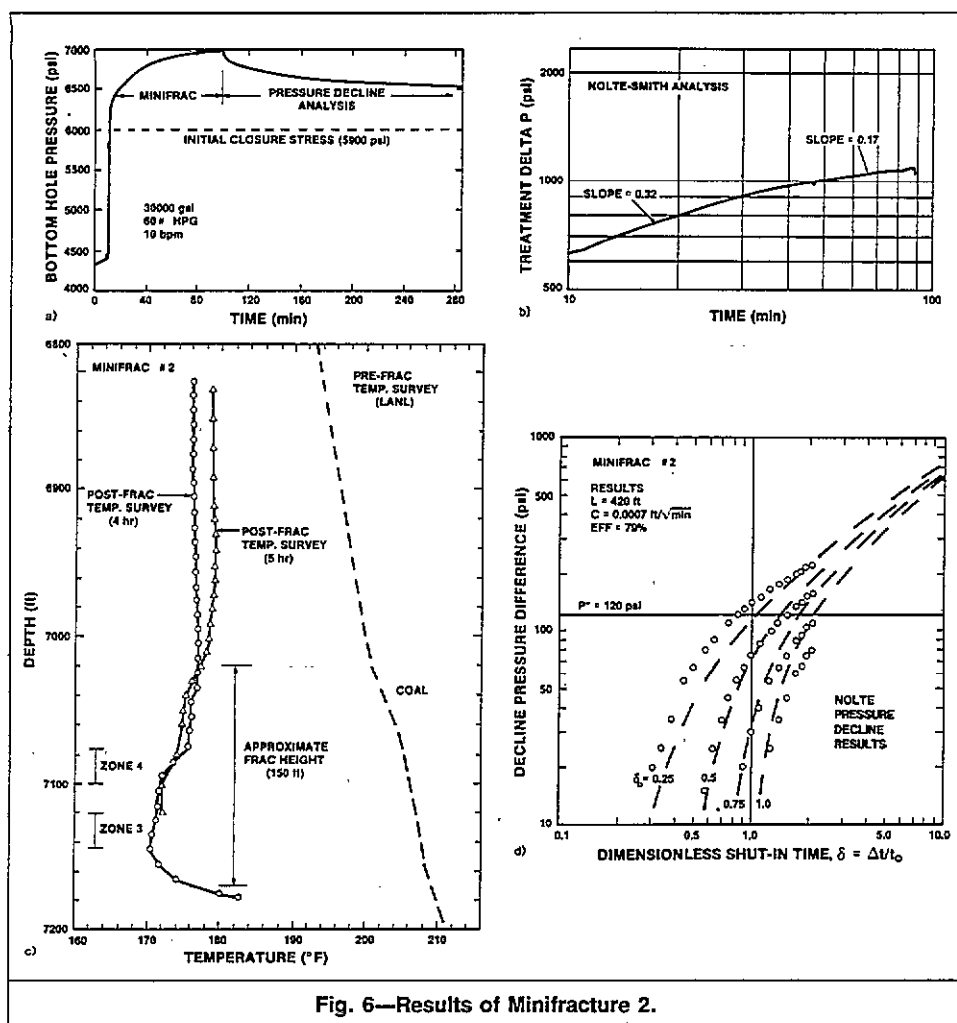 7000
6500
6000
5500
5000
4500
4000
BOTTOM HOLE PRESSURE (psi)
MINIFRAC
PRESSURE DECLINE
ANALYSIS
INITIAL CLOSURE STRESS (5900 psi)
30000 gal
60# HPG
10 bpm
0 40 80 120 160 200 240 280
a)
TIME (min)
2000
1000
500
TREATMENT DELTA P (psi)
NOLTE-SMITH ANALYSIS
SLOPE = 0.17
SLOPE = 0.32
10 100
b)
TIME (min)
6800
6900
7000
7100
7200
DEPTH (ft)
MINIFRAC #2
PRE-FRAC
TEMP. SURVEY
(LANL)
POST-FRAC
TEMP. SURVEY
(4 hr)
POST-FRAC
TEMP. SURVEY
(5 hr)
COAL
APPROXIMATE
FRAC HEIGHT
(150 ft)
ZONE 4
ZONE 3
160 170 180 190 200 210
c)
TEMPERATURE (°F)
1000
500
100
50
10
DECLINE PRESSURE DIFFERENCE (psi)
MINIFRAC #2
RESULTS
L = 420 ft
C = 0.0007 ft/√min
EFF = 79%
P* = 120 psi
NOLTE
PRESSURE
DECLINE
RESULTS
δo = 0.25 0.5 .75 1.0
0.1 0.5 1.0 5.0 10.0
d)
DIMENSIONLESS SHUT-IN TIME, δ = Δt/to
Fig. 6—Results of Minifracture 2.